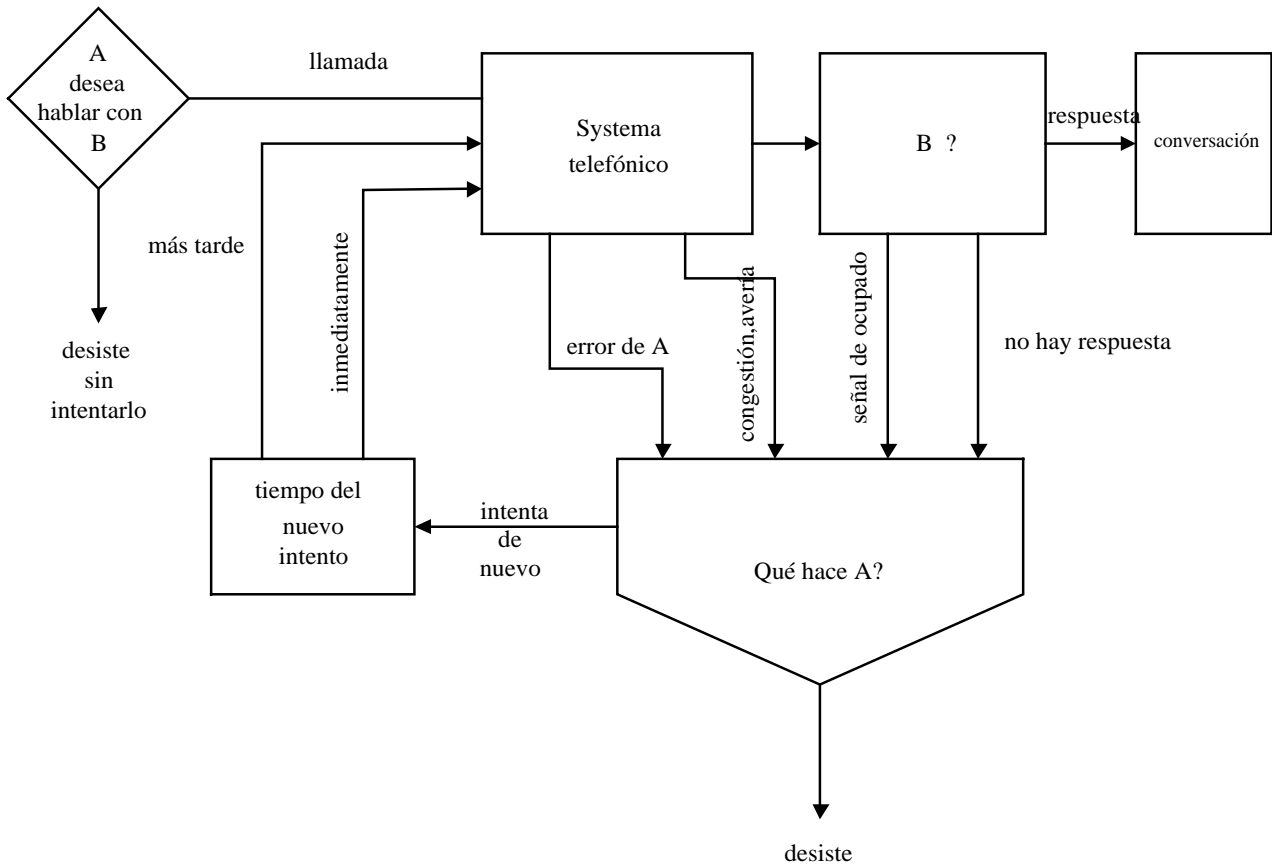 A
desea
hablar con
B
llamada
Systema
telefónico
B ?
respuesta
conversación
más tarde
inmediatamente
error de A
congestión,avería
señal de ocupado
no hay respuesta
desiste
sin
intentarlo
tiempo del
nuevo
intento
intenta
de
nuevo
Qué hace A?
desiste